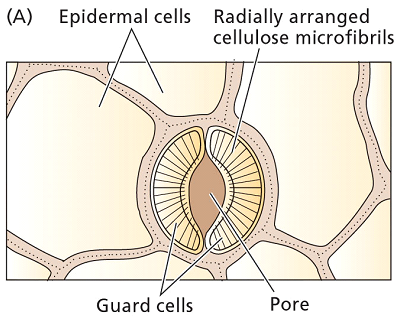 (A)
Epidermal cells
Radially arranged
cellulose microfibrils
Guard cells
Pore